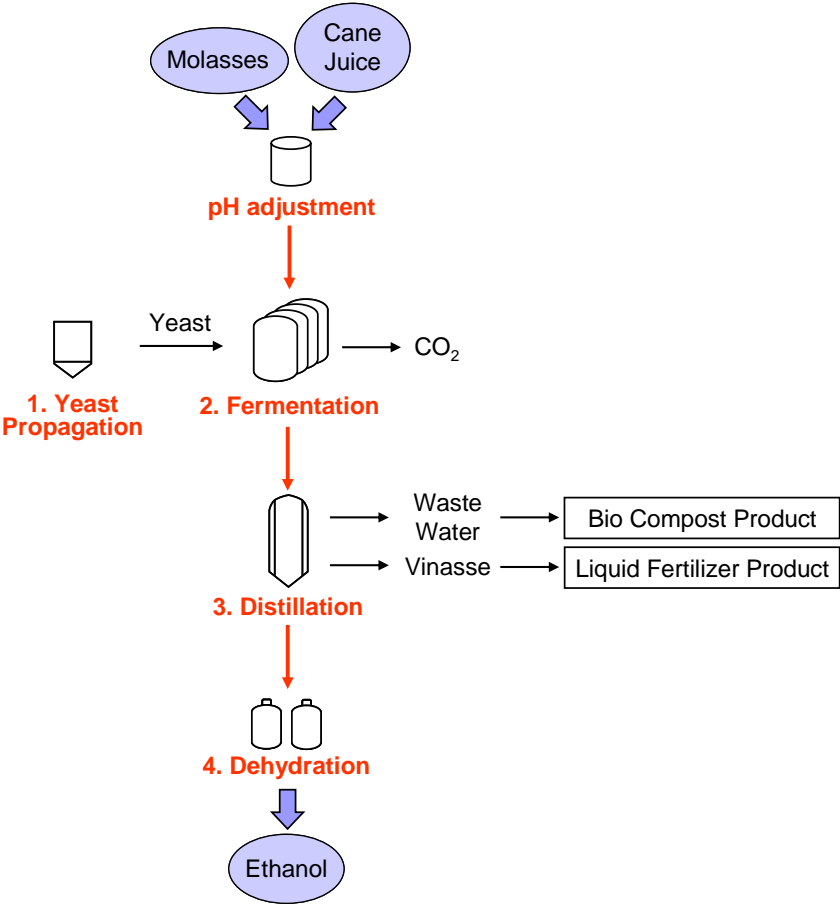 Molasses
Cane
Juice
pH adjustment
Yeast
CO₂
1. Yeast
Propagation
2. Fermentation
Waste
Water
Bio Compost Product
Vinasse
Liquid Fertilizer Product
3. Distillation
4. Dehydration
Ethanol